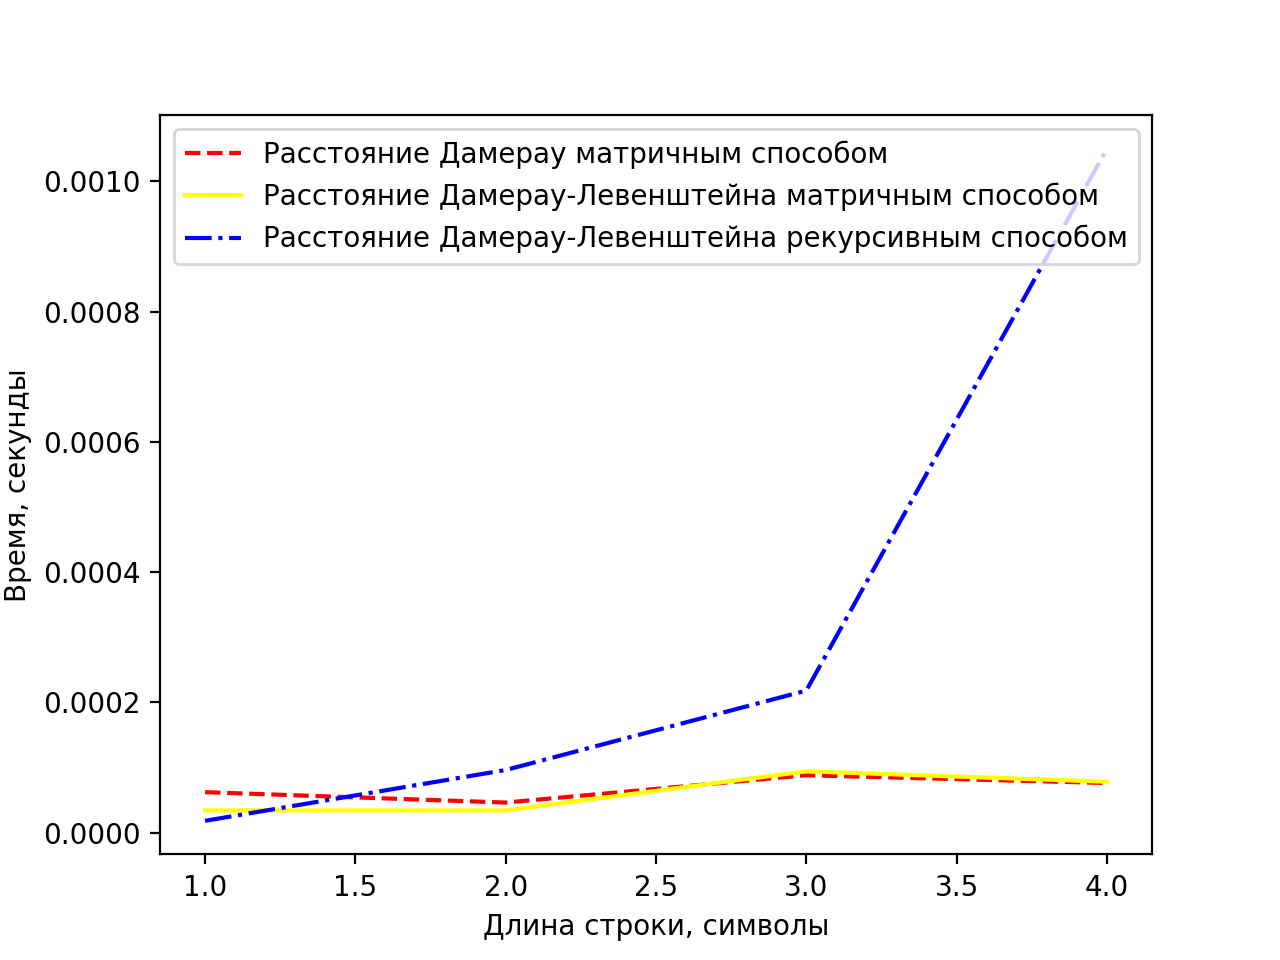 Расстояние Дамерау матричным способом
Расстояние Дамерау-Левенштейна матричным способом
Расстояние Дамерау-Левенштейна рекурсивным способом
0.0010
0.0008
0.0006
0.0004
0.0002
0.0000
Время, секунды
1.0 1.5 2.0 2.5 3.0 3.5 4.0
Длина строки, символы